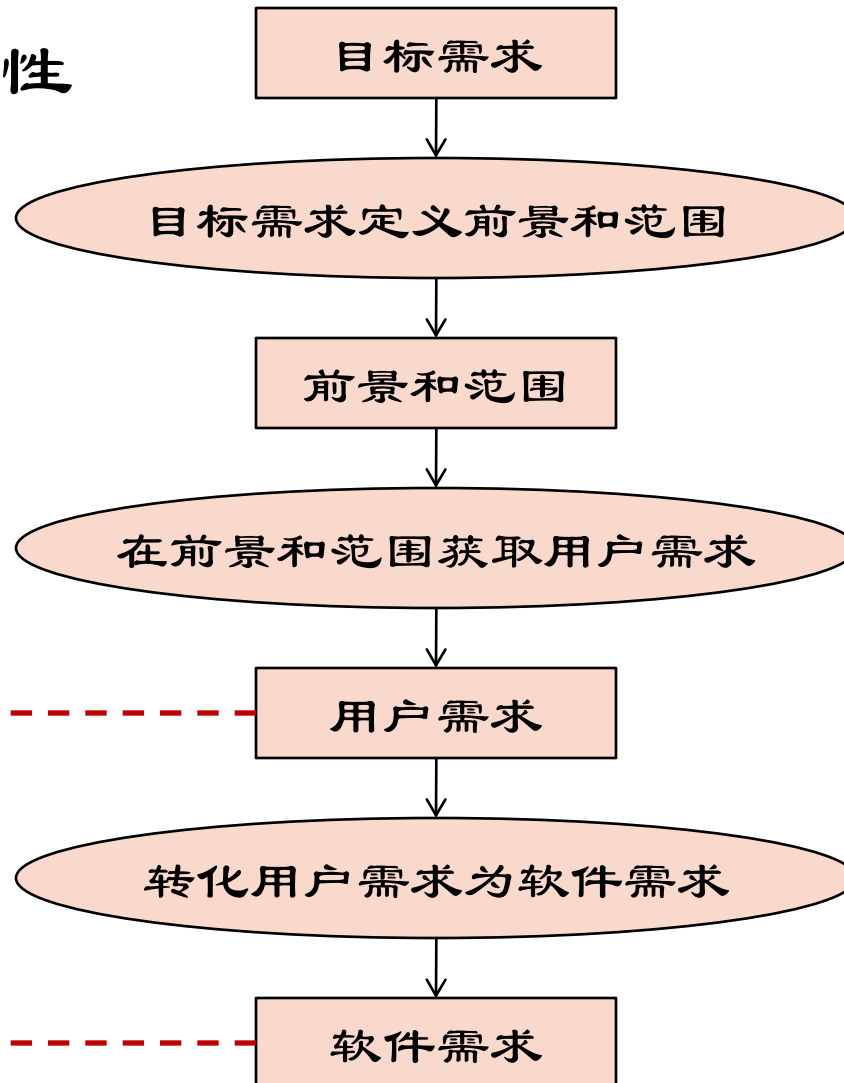 性
目标需求
目标需求定义前景和范围
前景和范围
在前景和范围获取用户需求
用户需求
转化用户需求为软件需求
软件需求